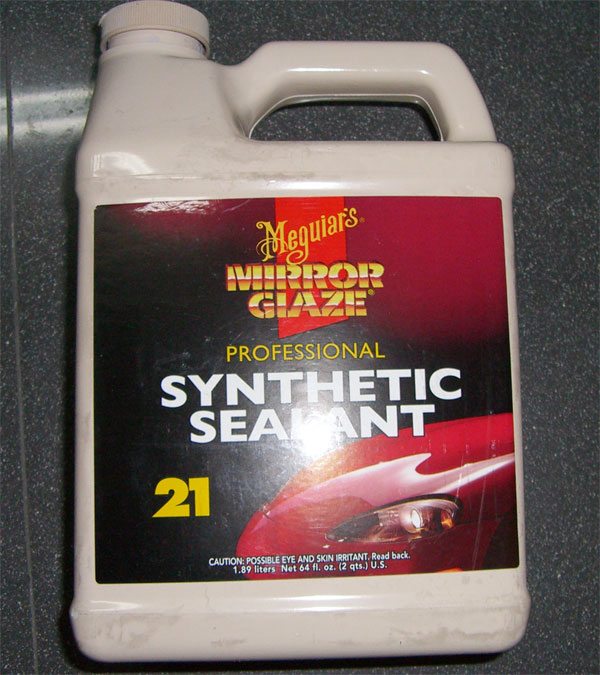 Meguiar's®
MIRROR
GLAZE®
PROFESSIONAL
SYNTHETIC
SEALANT
21
CAUTION: POSSIBLE EYE AND SKIN IRRITANT. Read back.
1.89 liters Net 64 fl. oz. (2 qts.) U.S.